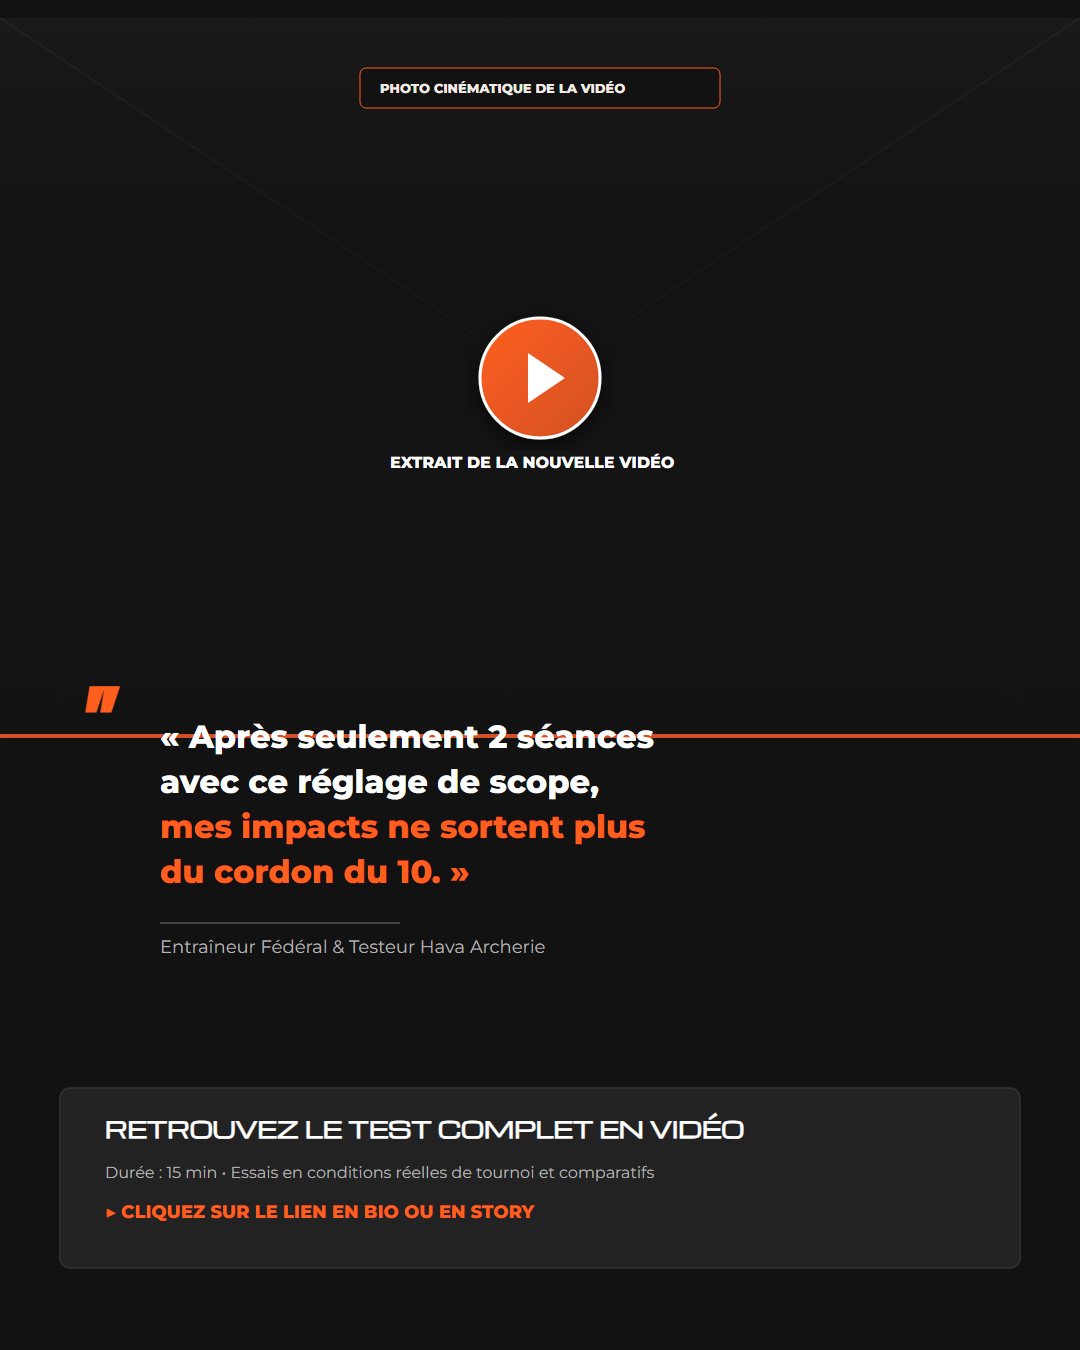 PHOTO CINÉMATIQUE DE LA VIDÉO
EXTRAIT DE LA NOUVELLE VIDÉO
"
« Après seulement 2 séances
avec ce réglage de scope,
mes impacts ne sortent plus
du cordon du 10. »
Entraîneur Fédéral & Testeur Hava Archerie
RETROUVEZ LE TEST COMPLET EN VIDÉO
Durée : 15 min • Essais en conditions réelles de tournoi et comparatifs
▸ CLIQUEZ SUR LE LIEN EN BIO OU EN STORY